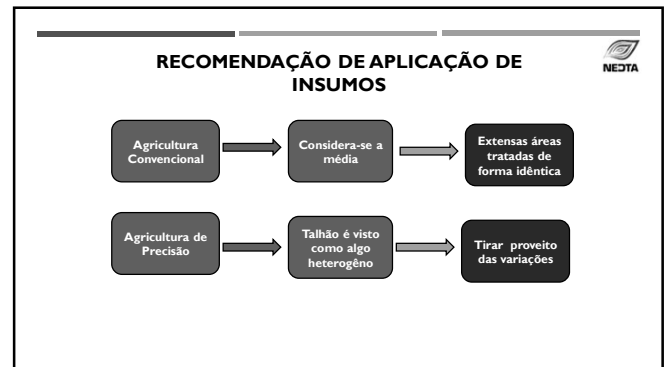 RECOMENDAÇÃO DE APLICAÇÃO DE
INSUMOS
NEDTA
Agricultura
Convencional
Considera-se a
média
Extensas áreas
tratadas de
forma idêntica
Agricultura de
Precisão
Talhão é visto
como algo
heterogêno
Tirar proveito
das variações